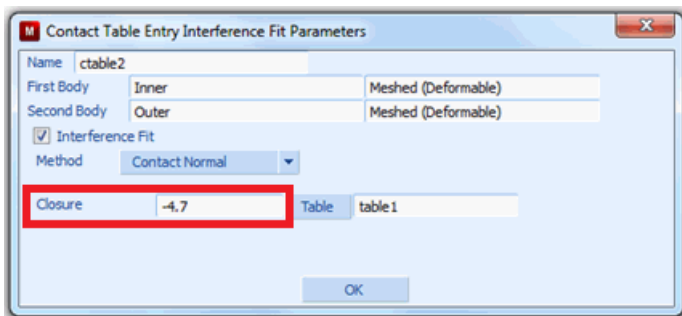 M Contact Table Entry Interference Fit Parameters X
Name ctable2
First Body Inner Meshed (Deformable)
Second Body Outer Meshed (Deformable)
Interference Fit
Method Contact Normal
Closure -4.7 Table table1
OK